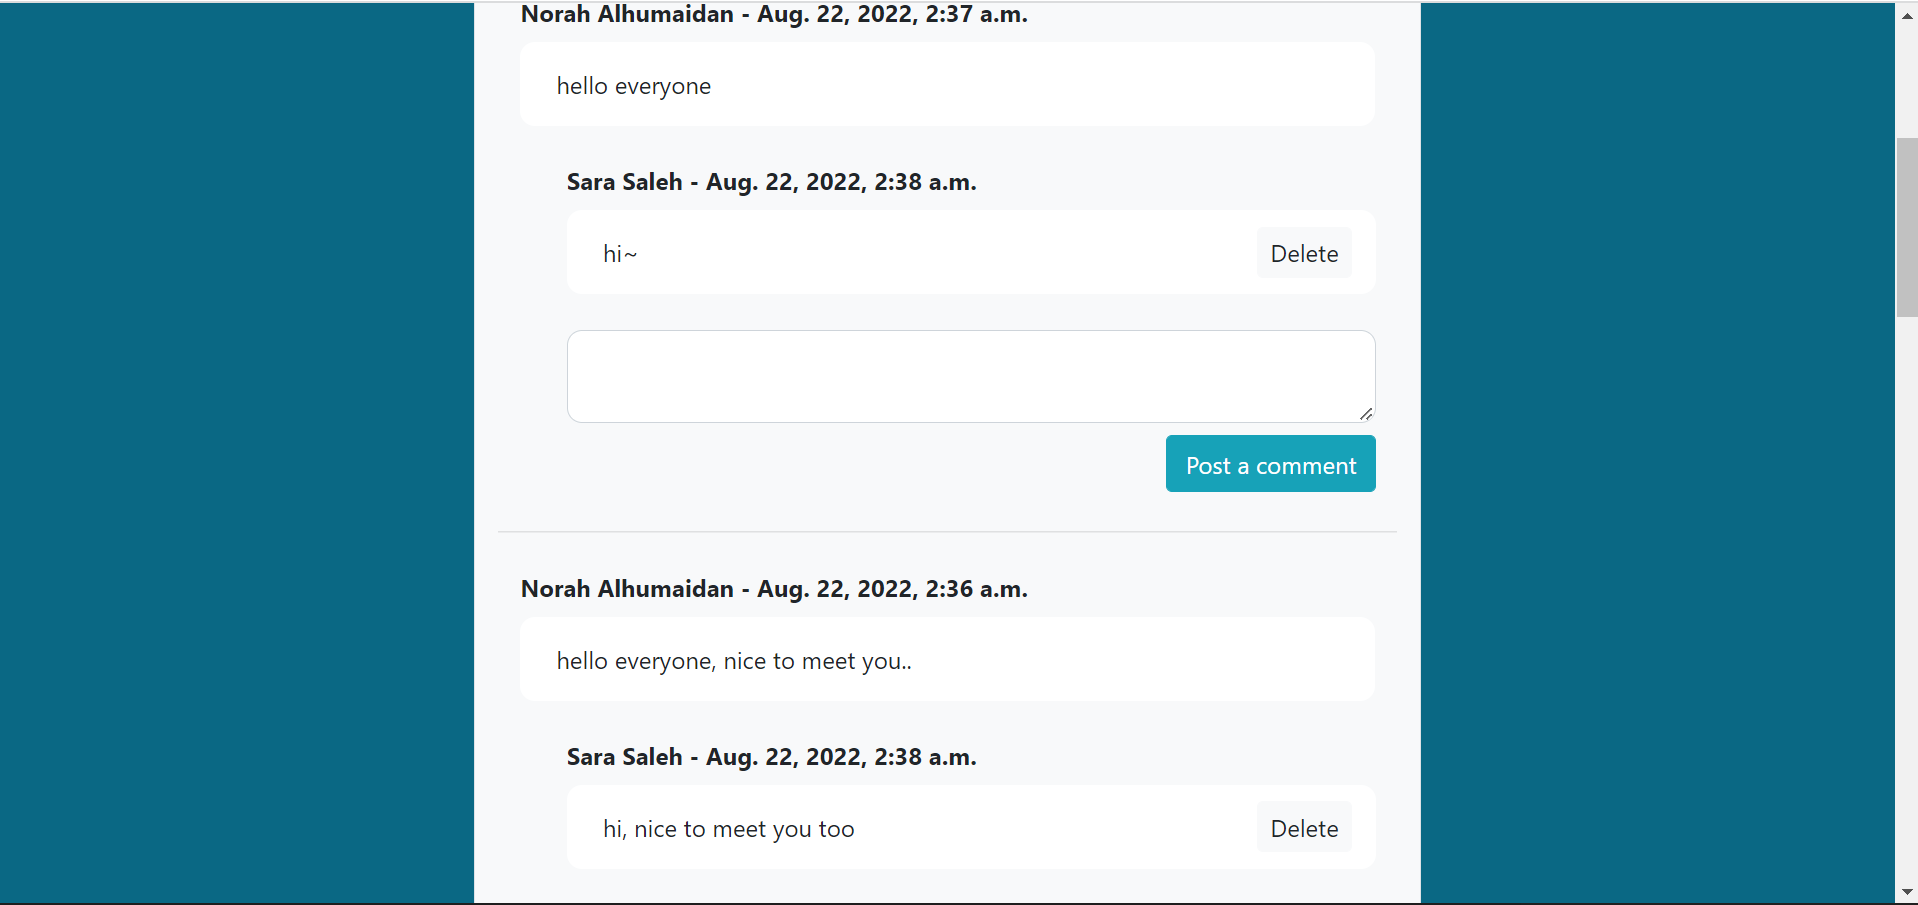 Norah Alhumaidan - Aug. 22, 2022, 2:37 a.m.
hello everyone
Sara Saleh - Aug. 22, 2022, 2:38 a.m.
hi~
Delete
Post a comment
Norah Alhumaidan - Aug. 22, 2022, 2:36 a.m.
hello everyone, nice to meet you..
Sara Saleh - Aug. 22, 2022, 2:38 a.m.
hi, nice to meet you too
Delete